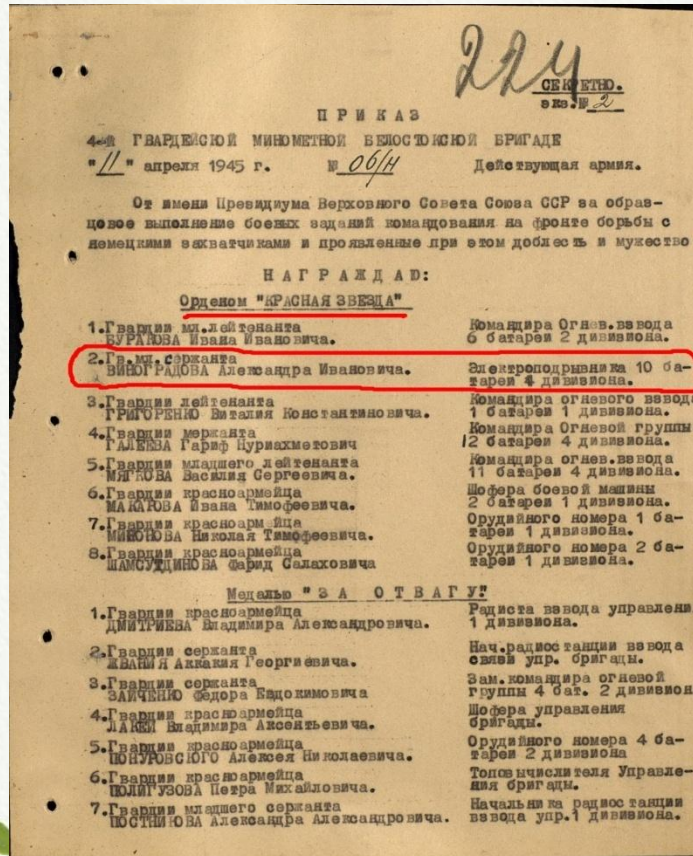 224
СЕКРЕТНО.
экз.№ 2
ПРИКАЗ
4-Й ГВАРДЕЙСКОЙ МИНОМЕТНОЙ БЕЛОСТОКСКОЙ БРИГАДЕ
"11" апреля 1945 г. № 06/н Действующая армия.
От имени Президиума Верховного Совета Союза ССР за образ-
цовое выполнение боевых заданий командования на фронте борьбы с
немецкими захватчиками и проявленные при этом доблесть и мужество
НАГРАЖДАЮ:
Орденом "КРАСНАЯ ЗВЕЗДА"
1.Гвардии мл.лейтенанта Командира Огнев.взвода
БУРАКОВА Ивана Ивановича. 6 батареи 2 дивизиона.
2.Гв.мл.сержанта Электроподрывника 10 ба-
ВИНОГРАДОВА Александра Ивановича. тареи 4 дивизиона.
3.Гвардии лейтенанта Командира огневого взвода
ГРИГОРЕНКО Виталия Константиновича. 1 батареи 1 дивизиона.
4.Гвардии мержанта Командира Огневой группы
ГАЛЕЕВА Гариф Нуриахметович 12 батареи 4 дивизиона.
5.Гвардии младшего лейтенанта Командира огнев.взвода
МЯГКОВА Василия Сергеевича. 11 батареи 4 дивизиона.
6.Гвардии красноармейца Шофера боевой машины
МАКАРОВА Ивана Тимофеевича. 2 батареи 1 дивизиона.
7.Гвардии красноармейца Орудийного номера 1 ба-
МИРОНОВА Николая Тимофеевича. тареи 1 дивизиона.
8.Гвардии красноармейца Орудийного номера 2 ба-
ШАМСУТДИНОВА Фарид Салахович тареи 1 дивизиона.
Медалью "ЗА ОТВАГУ"
1.Гвардии красноармейца Радиста взвода управлени
ДМИТРИЕВА Владимира Александровича. 1 дивизиона.
2.Гвардии сержанта Нач.радиостанции взвода
ЖВАНИЯ Аккакия Георгиевича. связи упр. бригады.
3.Гвардии сержанта Зам.командира огневой
ЗАЙЧЕНКО Федора Евдокимовича группы 4 бат. 2 дивизион
4.Гвардии красноармейца Шофера управления
Владимира Аксентьевича. бригады.
5.Гвардии красноармейца Орудийного номера 4 ба-
ПОНУРОВСКОГО Алексея Николаевича. тареи 2 дивизиона
6.Гвардии красноармейца Топовычислителя Управле-
ПОЛИГУЗОВА Петра Михайловича. ния бригады.
7.Гвардии младшего сержанта Начальника радиостанции
ПОСТНИКОВА Александра Александровича. взвода упр.1 дивизиона.